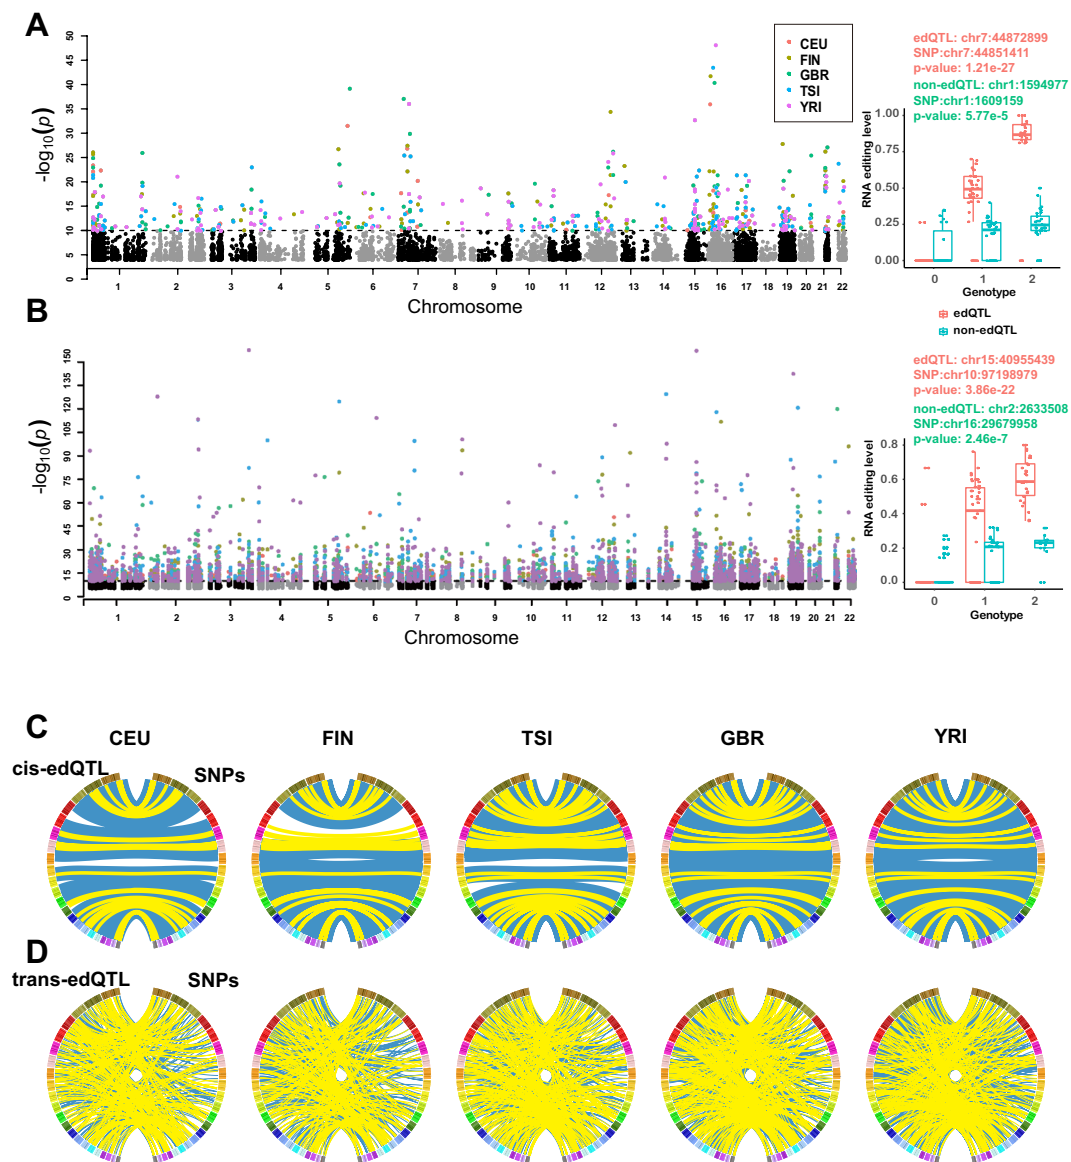 A
50
45
40
35
30
25
20
15
10
5
0
-log10(p)
CEU
FIN
GBR
TSI
YRI
1 2 3 4 5 6 7 8 9 10 11 12 13 14 15 16 17 18 19 20 21 22
Chromosome
edQTL: chr7:44872899
SNP:chr7:44851411
p-value: 1.21e-27
non-edQTL: chr1:1594977
SNP:chr1:1609159
p-value: 5.77e-5
1.00
0.75
0.50
0.25
0.00
RNA editing level
0 1 2
Genotype
edQTL
non-edQTL
B
150
135
120
105
90
75
60
45
30
15
0
-log10(p)
1 2 3 4 5 6 7 8 9 10 11 12 13 14 15 16 17 18 19 20 21 22
Chromosome
edQTL: chr15:40955439
SNP:chr10:97198979
p-value: 3.86e-22
non-edQTL: chr2:2633508
SNP:chr16:29679958
p-value: 2.46e-7
0.8
0.6
0.4
0.2
0.0
RNA editing level
0 1 2
Genotype
C
CEU FIN TSI GBR YRI
cis-edQTL SNPs
D
trans-edQTL SNPs